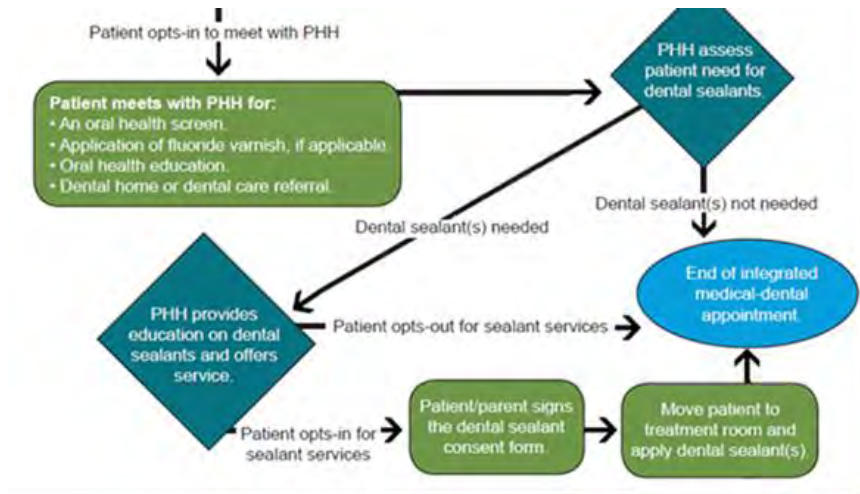 Patient opts-in to meet with PHH
Patient meets with PHH for:
• An oral health screen.
• Application of fluoride varnish, if applicable.
• Oral health education.
• Dental home or dental care referral.
PHH assess
patient need for
dental sealants.
Dental sealant(s) needed
Dental sealant(s) not needed
PHH provides
education on dental
sealants and offers
service.
Patient opts-out for sealant services
End of integrated
medical-dental
appointment.
Patient opts-in for
sealant services
Patient/parent signs
the dental sealant
consent form.
Move patient to
treatment room and
apply dental sealant(s).